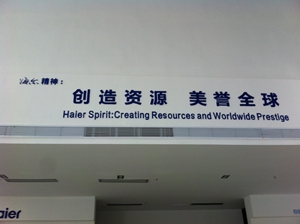 海尔精神:
创造资源 美誉全球
Haier Spirit:Creating Resources and Worldwide Prestige
aier